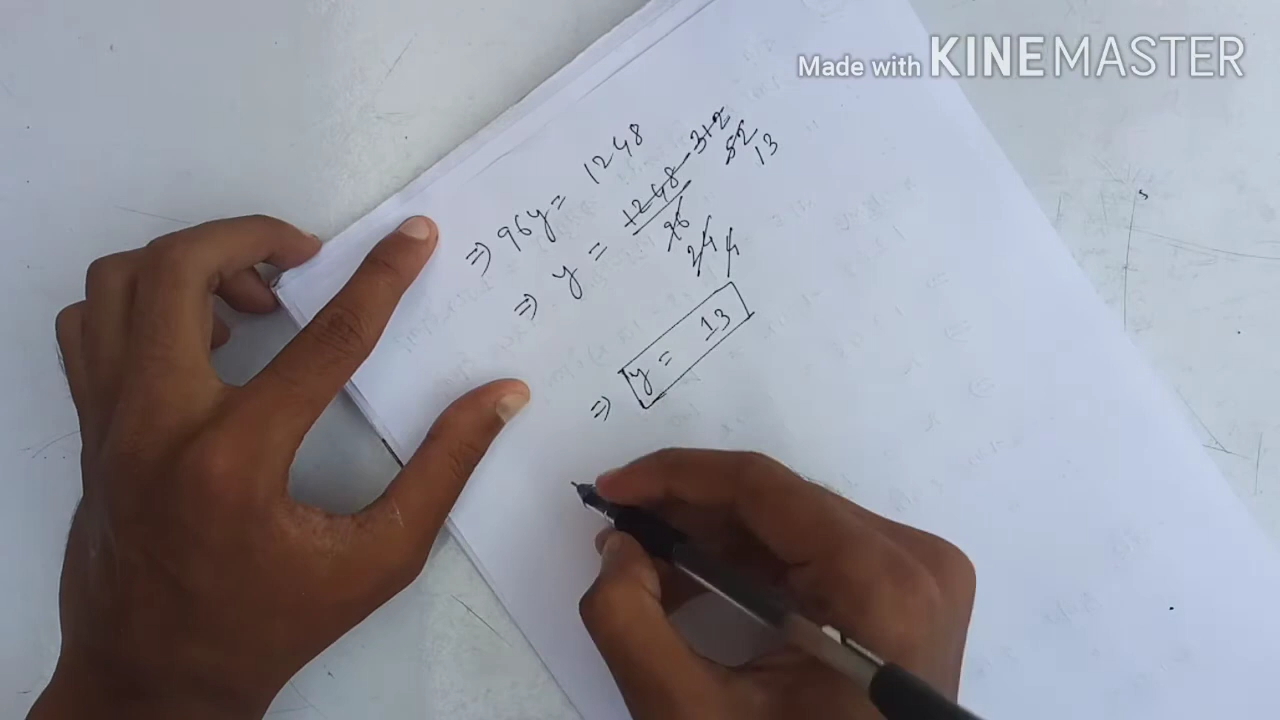 Made with KINEMASTER
⇒ 96y = 1248
⇒ y = 1248/96 312 52 13
24 4
⇒ y = 13